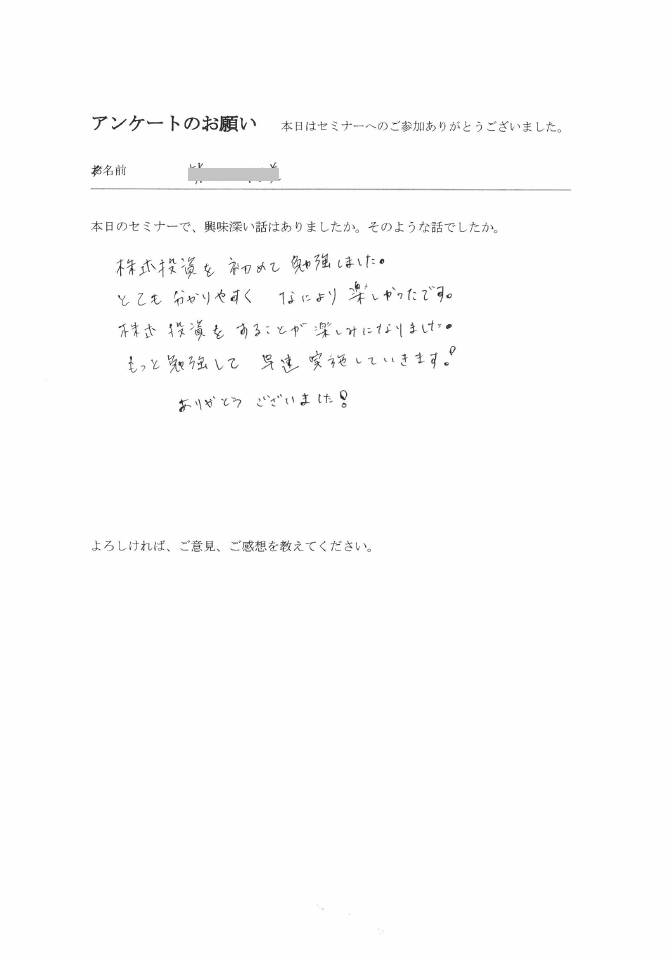 アンケートのお願い 本日はセミナーへのご参加ありがとうございました。
お名前
本日のセミナーで、興味深い話はありましたか。そのような話でしたか。
株式投資を 初めて 勉強しました。
とても 分かりやすく なにより 楽しかったです。
株式 投資を することが 楽しみになりました。
もっと勉強して 早速 実施していきます!
ありがとう ございました!
よろしければ、ご意見、ご感想を教えてください。